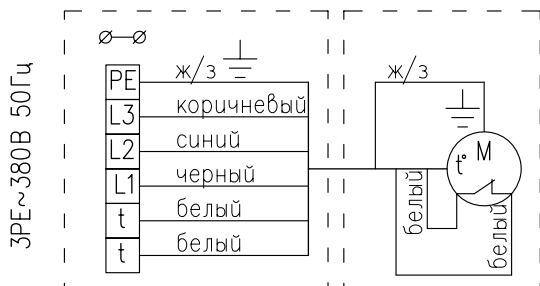 3PE~380В 50Гц
PE ж/з
L3 коричневый
L2 синий
L1 черный
t белый
t белый
ж/з
t° M
белый
белый